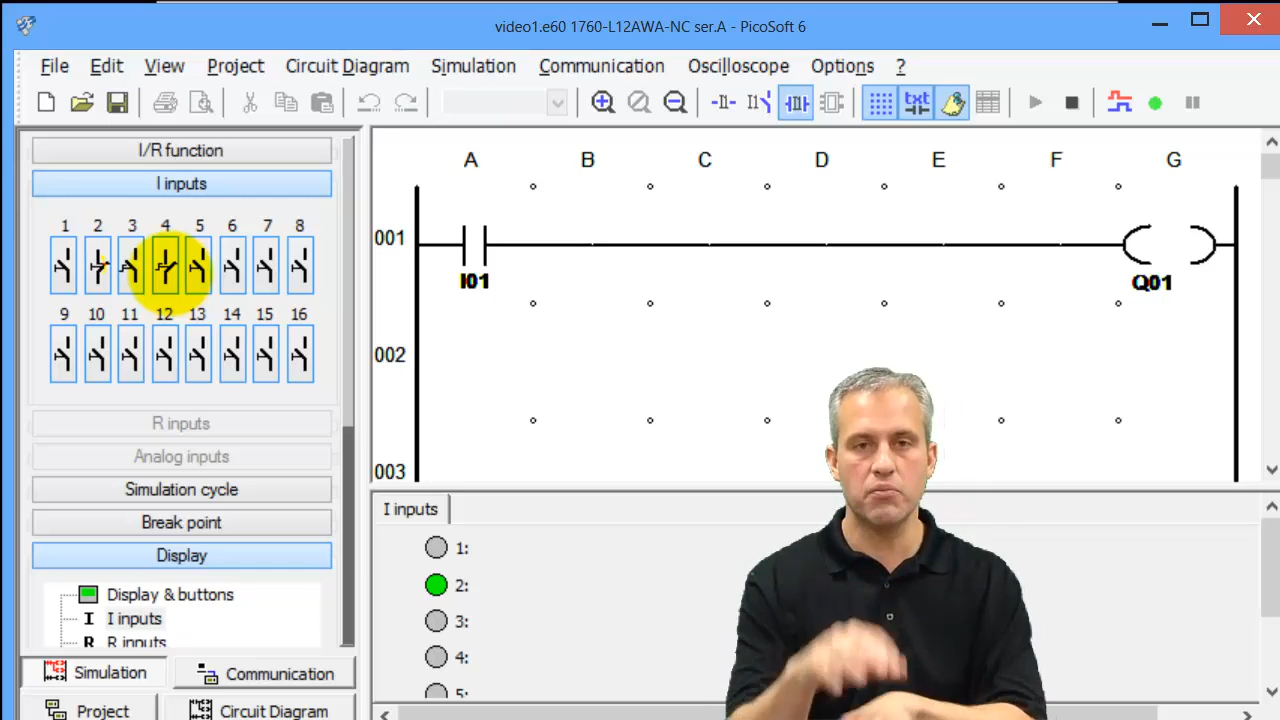 video1.e60 1760-L12AWA-NC ser.A - PicoSoft 6
File Edit View Project Circuit Diagram Simulation Communication Oscilloscope Options ?
txt
I/R function
I inputs
1 2 3 4 5 6 7 8
9 10 11 12 13 14 15 16
R inputs
Analog inputs
Simulation cycle
Break point
Display
Display & buttons
I I inputs
R R inputs
Simulation Communication
Project Circuit Diagram
A B C D E F G
001
I01 Q01
002
003
I inputs
1:
2:
3:
4:
5: